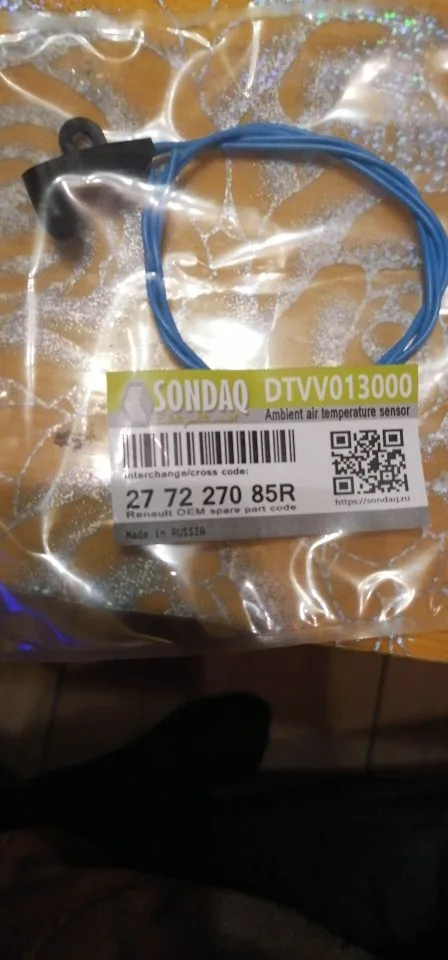 SONDAQ DTVV013000
Ambient air temperature sensor
interchange/cross code:
27 72 270 85R
Renault OEM spare part code
https://sondaq.ru
Made in RUSSIA